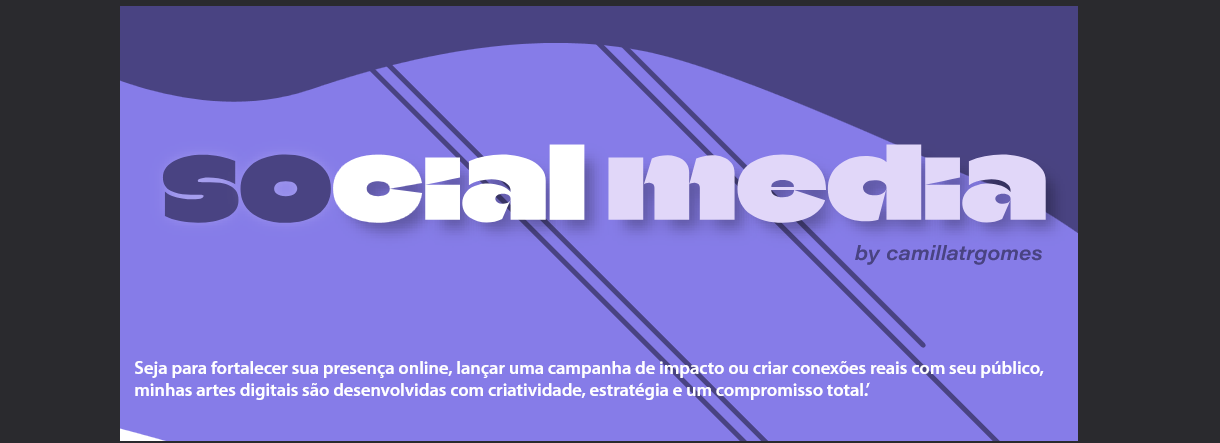 social media
by camillatrgomes
Seja para fortalecer sua presença online, lançar uma campanha de impacto ou criar conexões reais com seu público,
minhas artes digitais são desenvolvidas com criatividade, estratégia e um compromisso total.’